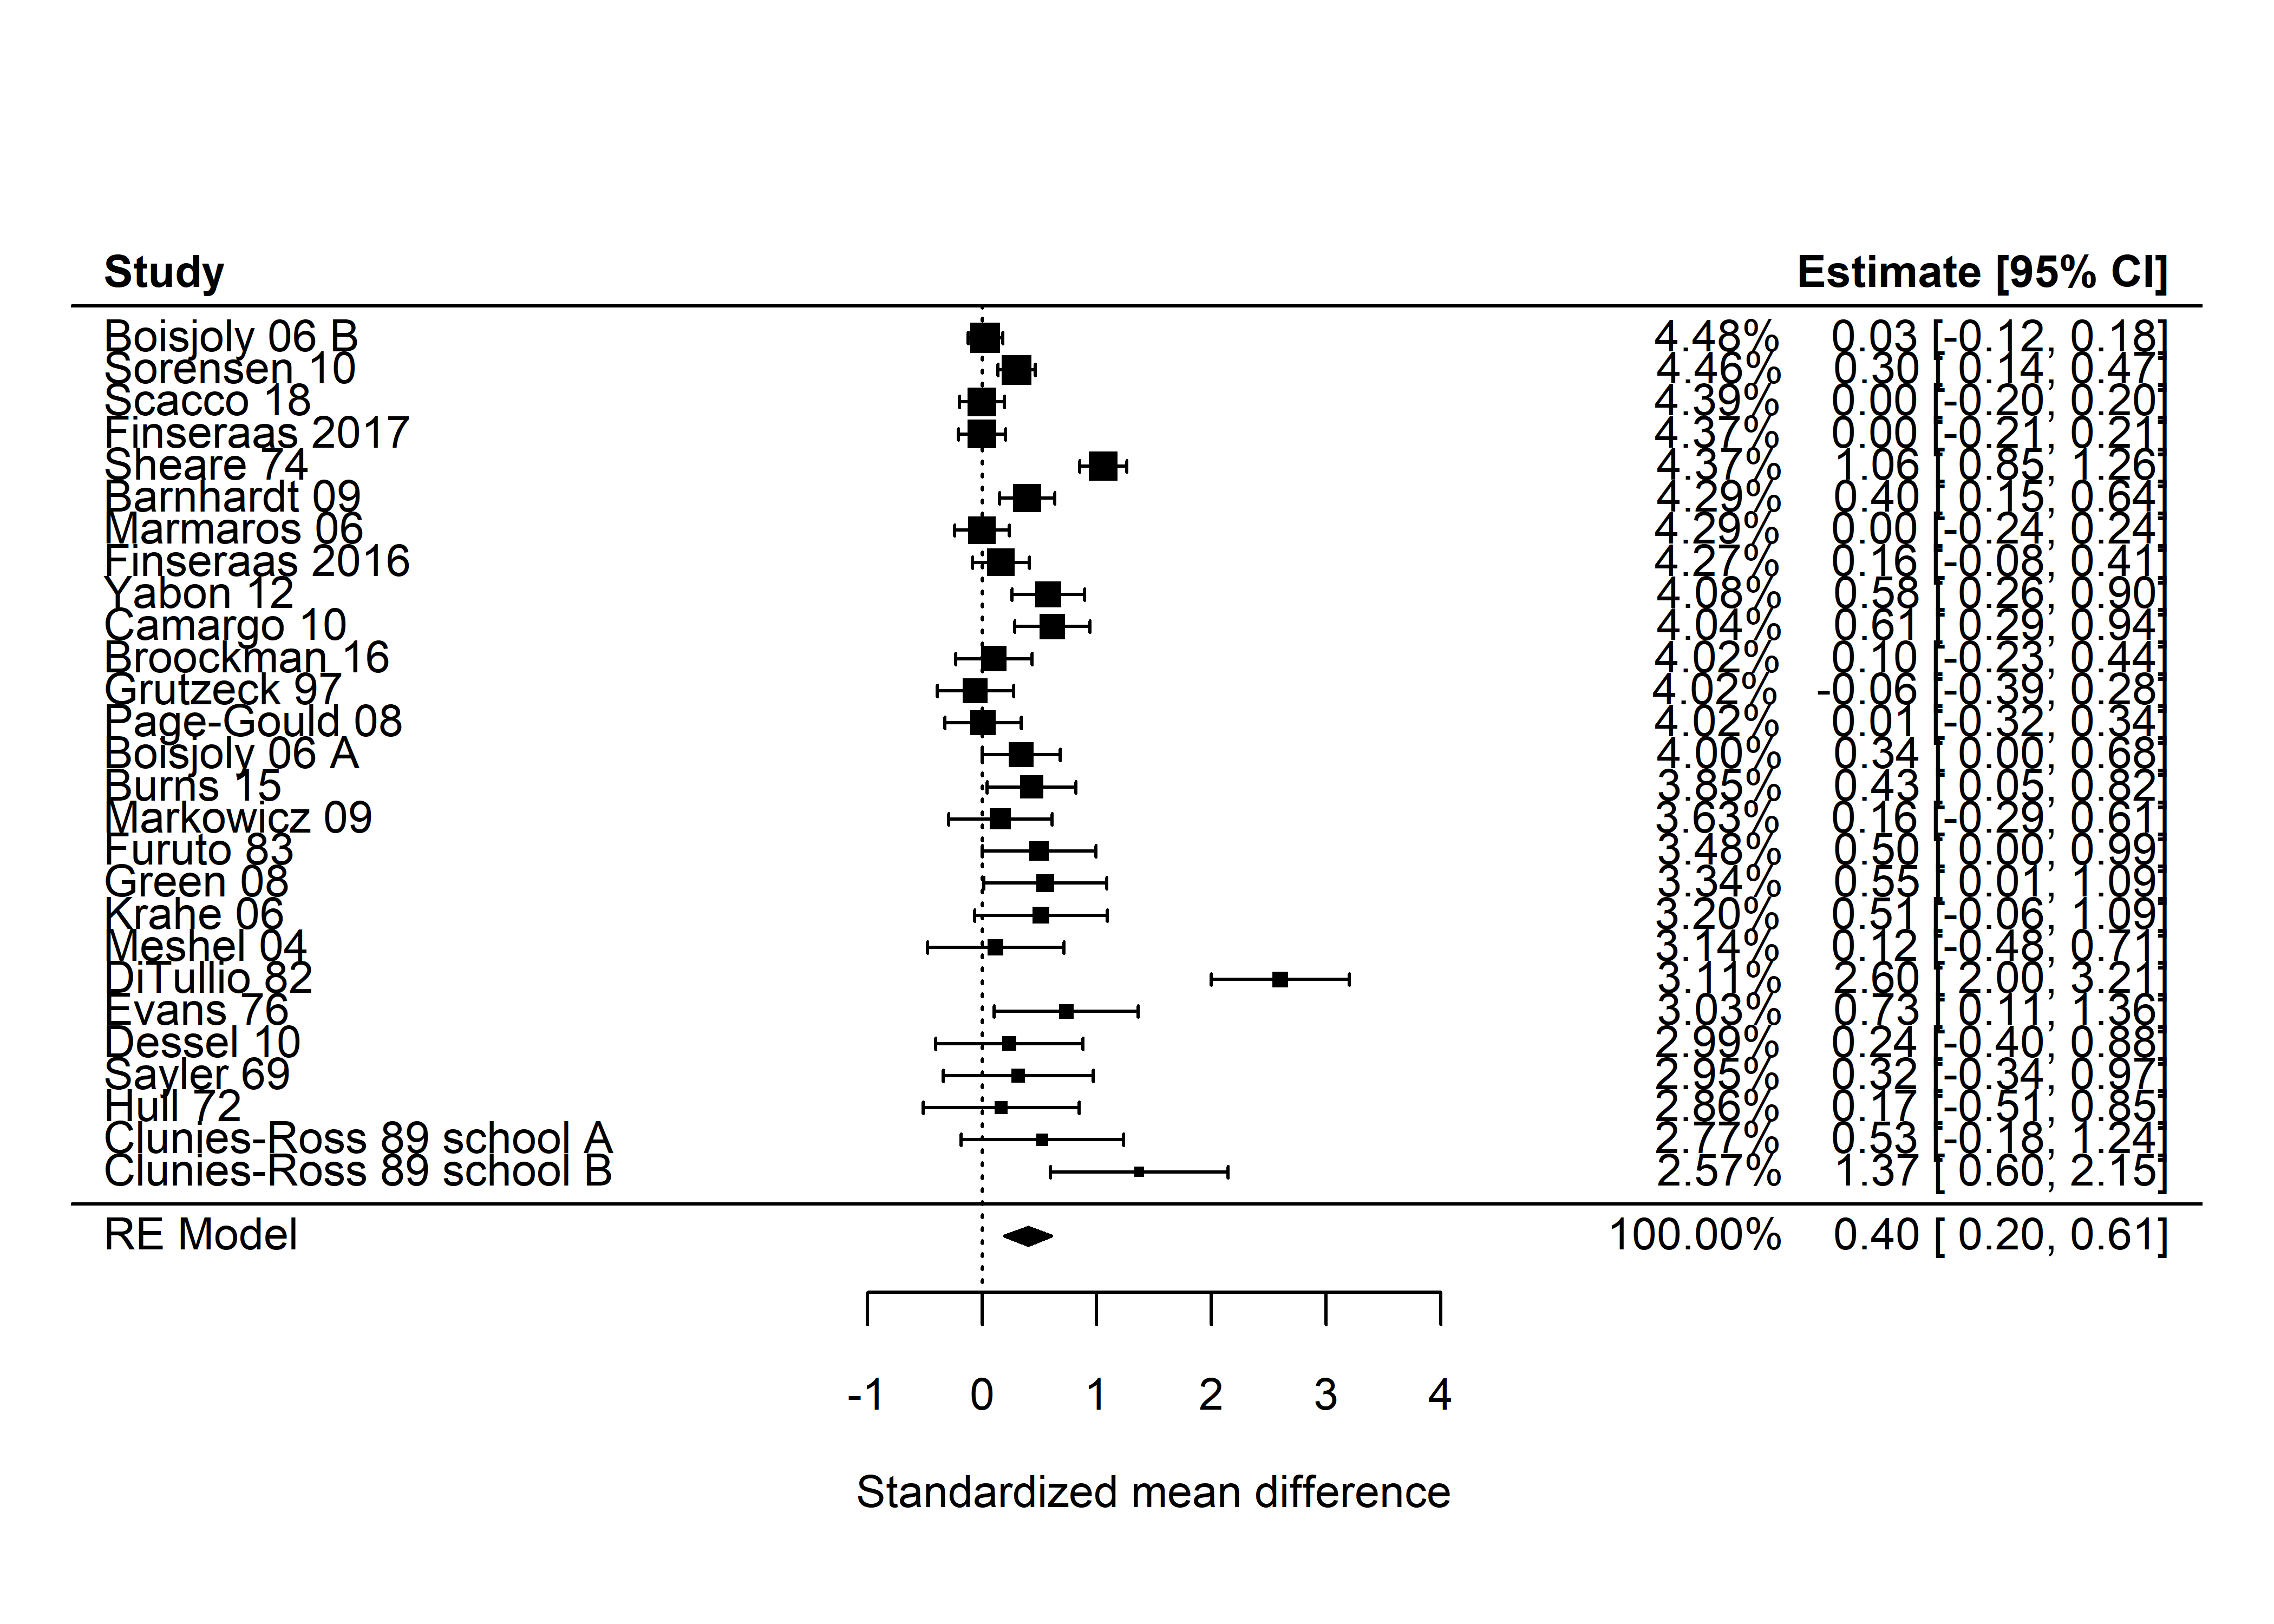 Study Estimate [95% CI]
Boisjoly 06 B 4.48% 0.03 [-0.12, 0.18]
Sorensen 10 4.46% 0.30 [ 0.14, 0.47]
Scacco 18 4.39% 0.00 [-0.20, 0.20]
Finseraas 2017 4.37% 0.00 [-0.21, 0.21]
Sheare 74 4.37% 1.06 [ 0.85, 1.26]
Barnhardt 09 4.29% 0.40 [ 0.15, 0.64]
Marmaros 06 4.29% 0.00 [-0.24, 0.24]
Finseraas 2016 4.27% 0.16 [-0.08, 0.41]
Yabon 12 4.08% 0.58 [ 0.26, 0.90]
Camargo 10 4.04% 0.61 [ 0.29, 0.94]
Broockman 16 4.02% 0.10 [-0.23, 0.44]
Grutzeck 97 4.02% -0.06 [-0.39, 0.28]
Page-Gould 08 4.02% 0.01 [-0.32, 0.34]
Boisjoly 06 A 4.00% 0.34 [ 0.00, 0.68]
Burns 15 3.85% 0.43 [ 0.05, 0.82]
Markowicz 09 3.63% 0.16 [-0.29, 0.61]
Furuto 83 3.48% 0.50 [ 0.00, 0.99]
Green 08 3.34% 0.55 [ 0.01, 1.09]
Krahe 06 3.20% 0.51 [-0.06, 1.09]
Meshel 04 3.14% 0.12 [-0.48, 0.71]
DiTullio 82 3.11% 2.60 [ 2.00, 3.21]
Evans 76 3.03% 0.73 [ 0.11, 1.36]
Dessel 10 2.99% 0.24 [-0.40, 0.88]
Sayler 69 2.95% 0.32 [-0.34, 0.97]
Hull 72 2.86% 0.17 [-0.51, 0.85]
Clunies-Ross 89 school A 2.77% 0.53 [-0.18, 1.24]
Clunies-Ross 89 school B 2.57% 1.37 [ 0.60, 2.15]
RE Model 100.00% 0.40 [ 0.20, 0.61]
-1 0 1 2 3 4
Standardized mean difference